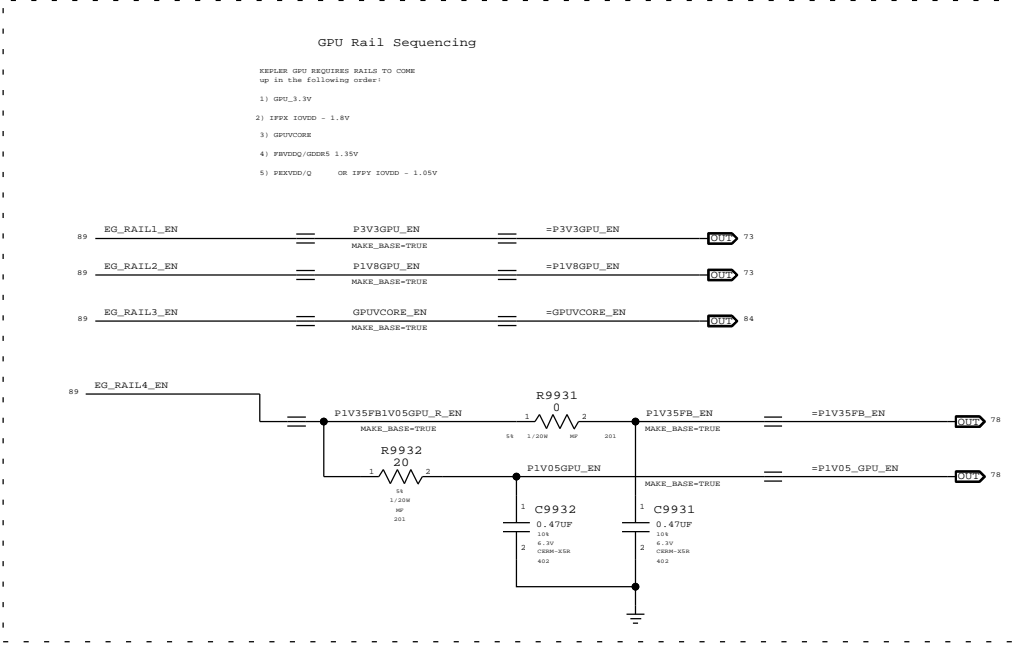 GPU Rail Sequencing
KEPLER GPU REQUIRES RAILS TO COME
up in the following order:
1) GPU_3.3V
2) IFPX IOVDD - 1.8V
3) GPUVCORE
4) FBVDDQ/GDDR5 1.35V
5) PEXVDD/Q OR IFPY IOVDD - 1.05V
89 EG_RAIL1_EN P3V3GPU_EN =P3V3GPU_EN OUT 73
MAKE_BASE=TRUE
89 EG_RAIL2_EN P1V8GPU_EN =P1V8GPU_EN OUT 73
MAKE_BASE=TRUE
89 EG_RAIL3_EN GPUVCORE_EN =GPUVCORE_EN OUT 84
MAKE_BASE=TRUE
89 EG_RAIL4_EN
R9931
0
P1V35FB1V05GPU_R_EN 1 2 P1V35FB_EN =P1V35FB_EN OUT 78
MAKE_BASE=TRUE 5% 1/20W MF 201 MAKE_BASE=TRUE
R9932
20
1 2 P1V05GPU_EN =P1V05_GPU_EN OUT 78
MAKE_BASE=TRUE
5%
1/20W
MF
201
1 C9932 1 C9931
0.47UF 0.47UF
10% 10%
2 6.3V 2 6.3V
CERM-X5R CERM-X5R
402 402